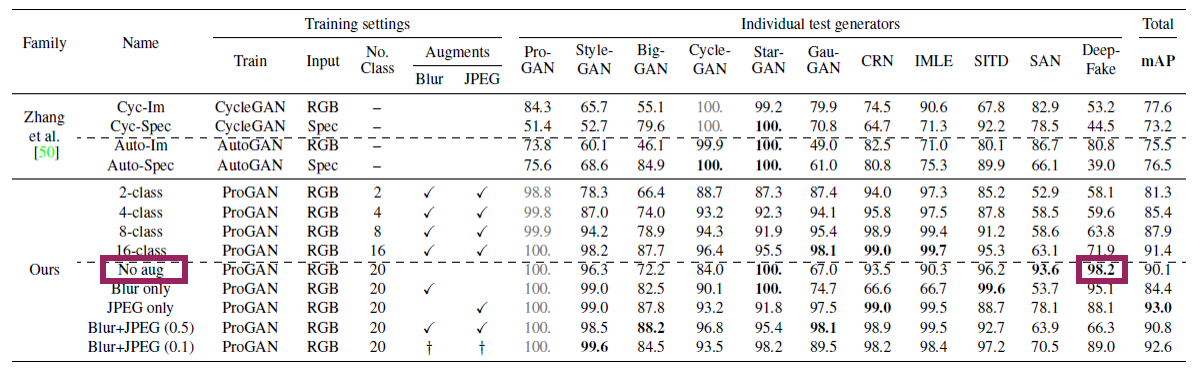 Family Name Training settings Individual test generators Total
Train Input No. Class Augments Blur JPEG Pro-GAN Style-GAN Big-GAN Cycle-GAN Star-GAN Gau-GAN CRN IMLE SITD SAN Deep-Fake mAP
Zhang et al. [50]
Cyc-Im CycleGAN RGB – 84.3 65.7 55.1 100. 99.2 79.9 74.5 90.6 67.8 82.9 53.2 77.6
Cyc-Spec CycleGAN Spec – 51.4 52.7 79.6 100. 100. 70.8 64.7 71.3 92.2 78.5 44.5 73.2
Auto-Im AutoGAN RGB – 73.8 60.1 46.1 99.9 100. 49.0 82.5 71.0 80.1 86.7 80.8 75.5
Auto-Spec AutoGAN Spec – 75.6 68.6 84.9 100. 100. 61.0 80.8 75.3 89.9 66.1 39.0 76.5
Ours
2-class ProGAN RGB 2 ✓ ✓ 98.8 78.3 66.4 88.7 87.3 87.4 94.0 97.3 85.2 52.9 58.1 81.3
4-class ProGAN RGB 4 ✓ ✓ 99.8 87.0 74.0 93.2 92.3 94.1 95.8 97.5 87.8 58.5 59.6 85.4
8-class ProGAN RGB 8 ✓ ✓ 99.9 94.2 78.9 94.3 91.9 95.4 98.9 99.4 91.2 58.6 63.8 87.9
16-class ProGAN RGB 16 ✓ ✓ 100. 98.2 87.7 96.4 95.5 98.1 99.0 99.7 95.3 63.1 71.9 91.4
No aug ProGAN RGB 20 100. 96.3 72.2 84.0 100. 67.0 93.5 90.3 96.2 93.6 98.2 90.1
Blur only ProGAN RGB 20 ✓ 100. 99.0 82.5 90.1 100. 74.7 66.6 66.7 99.6 53.7 95.1 84.4
JPEG only ProGAN RGB 20 ✓ 100. 99.0 87.8 93.2 91.8 97.5 99.0 99.5 88.7 78.1 88.1 93.0
Blur+JPEG (0.5) ProGAN RGB 20 ✓ ✓ 100. 98.5 88.2 96.8 95.4 98.1 98.9 99.5 92.7 63.9 66.3 90.8
Blur+JPEG (0.1) ProGAN RGB 20 † † 100. 99.6 84.5 93.5 98.2 89.5 98.2 98.4 97.2 70.5 89.0 92.6